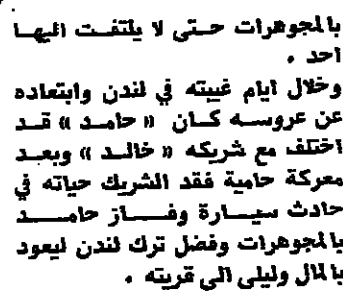 بالمجوهرات حتى لا يلتفت اليها
احد .
وخلال ايام غيبته في لندن وابتعاده
عن عروسه كان « حامد » قد
اختلف مع شريكه « خالد » وبعد
معركة حامية فقد الشريك حياته في
حادث سيارة وفاز حامد
بالمجوهرات وفضل ترك لندن ليعود
بالمال وليلى الى قريته .